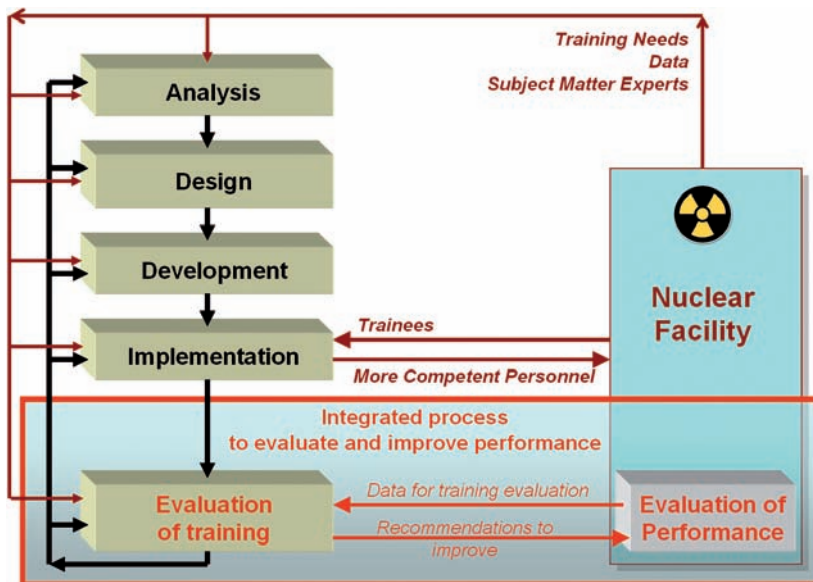 Training Needs
Data
Subject Matter Experts
Analysis
Design
Development
Implementation
Trainees
More Competent Personnel
Nuclear
Facility
Integrated process
to evaluate and improve performance
Evaluation
of training
Data for training evaluation
Recommendations to
improve
Evaluation of
Performance